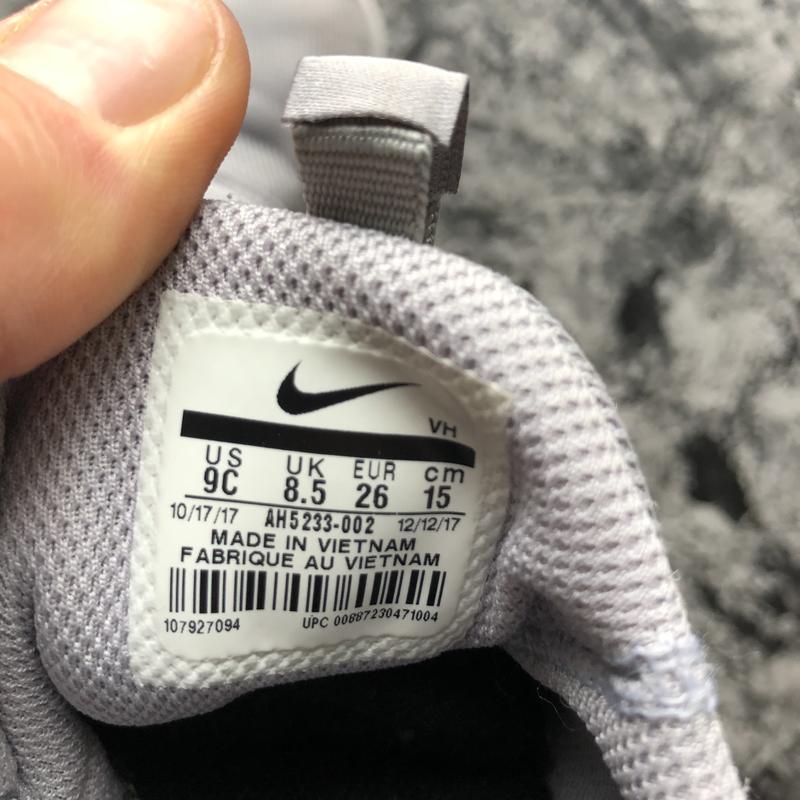 VH
US UK EUR cm
9C 8.5 26 15
10/17/17 AH5233-002 12/12/17
MADE IN VIETNAM
FABRIQUE AU VIETNAM
107927094 UPC 00887230471004